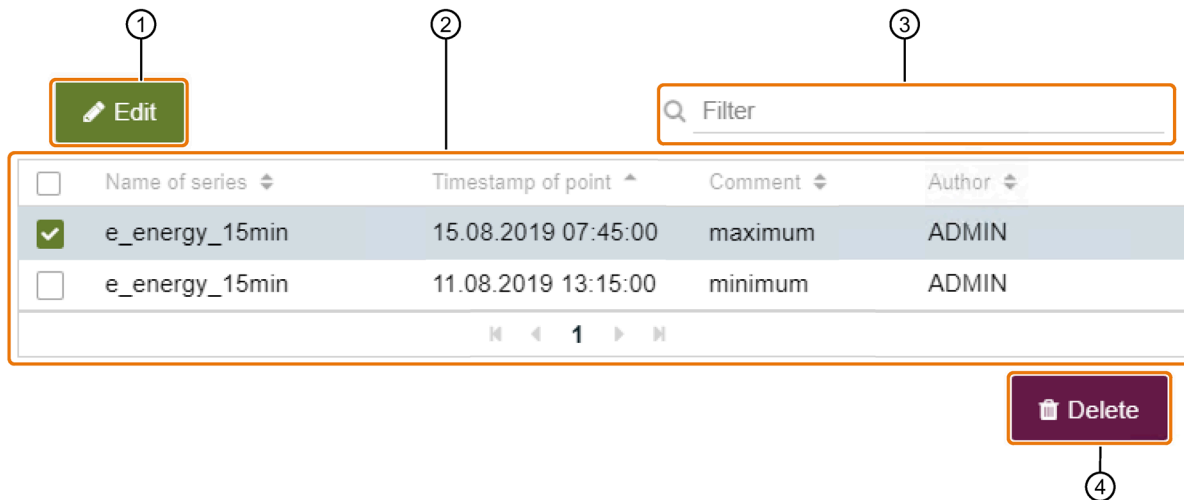 1 2 3
Edit Filter
Name of series Timestamp of point Comment Author
e_energy_15min 15.08.2019 07:45:00 maximum ADMIN
e_energy_15min 11.08.2019 13:15:00 minimum ADMIN
1
Delete
4